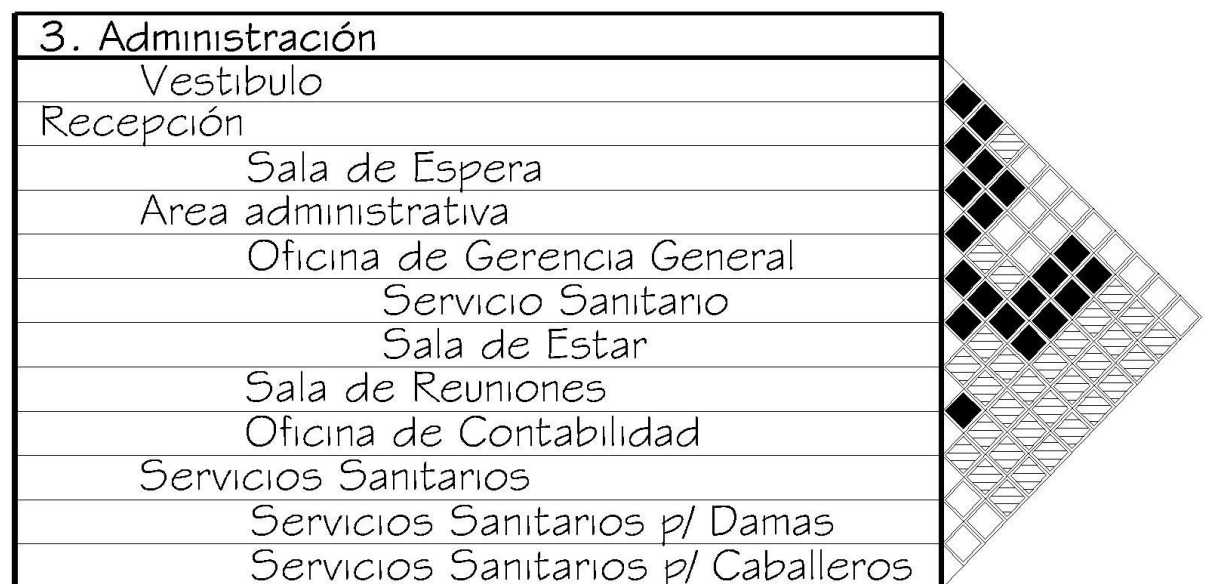 3. Administración
Vestibulo
Recepción
Sala de Espera
Area administrativa
Oficina de Gerencia General
Servicio Sanitario
Sala de Estar
Sala de Reuniones
Oficina de Contabilidad
Servicios Sanitarios
Servicios Sanitarios p/ Damas
Servicios Sanitarios p/ Caballeros